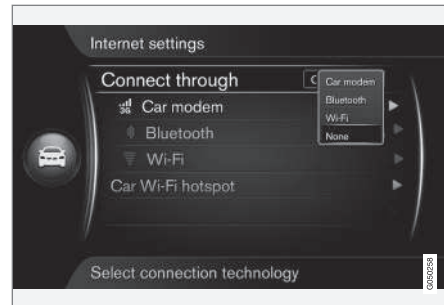 Internet settings
Connect through
Car modem
Bluetooth
Wi-Fi
None
3G
Car modem
Bluetooth
Wi-Fi
Car Wi-Fi hotspot
Select connection technology
G050258